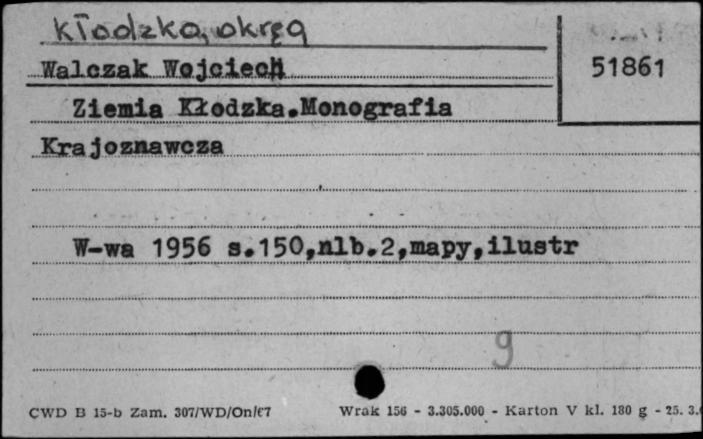 kłodzko, okręg
Walczak Wojciech
51861
Ziemia Kłodzka.Monografia
Krajoznawcza
W-wa 1956 s.150,nlb.2,mapy,ilustr
9
CWD B 15-b Zam. 307/WD/On/67
Wrak 156 - 3.305.000 - Karton V kl. 180 g - 25. 3.